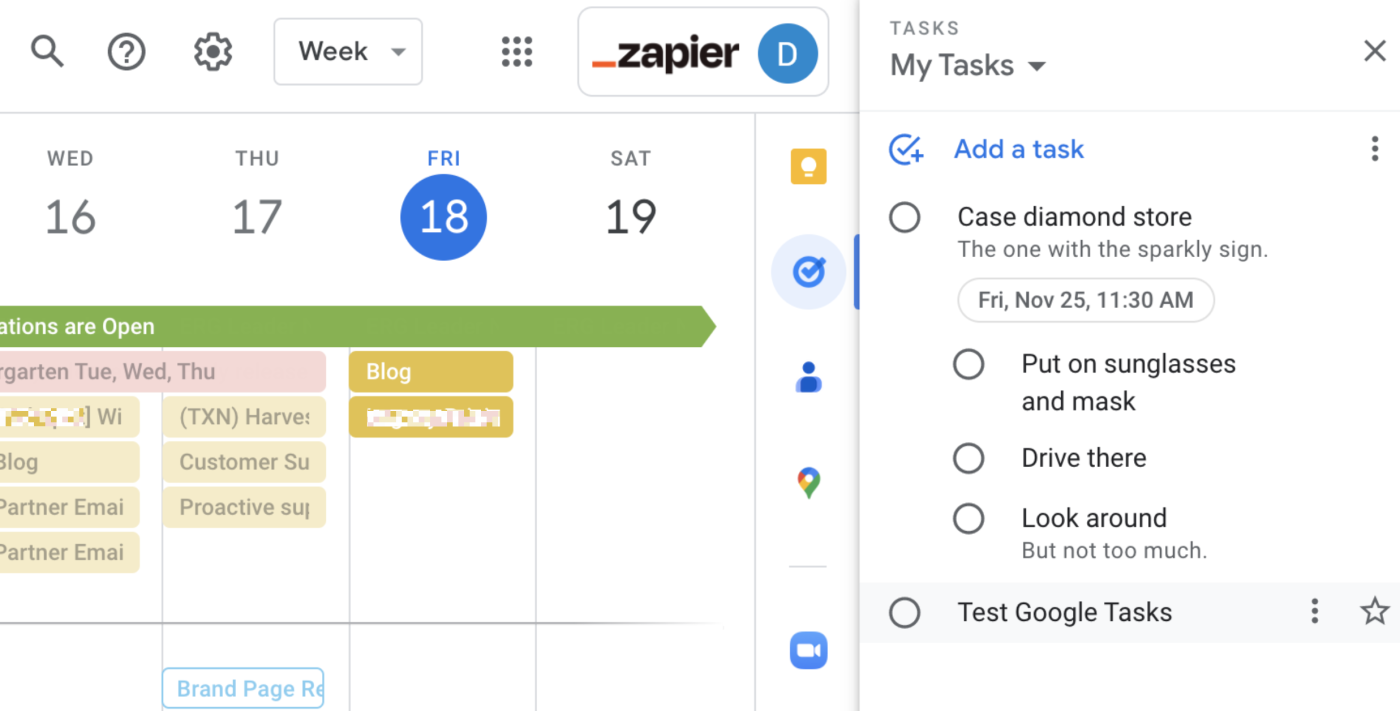 Week
zapier
D
TASKS
My Tasks
WED
THU
FRI
SAT
16
17
18
19
ations are Open
rgarten Tue, Wed, Thu
Blog
] Wi
(TXN) Harves
Blog
Customer Su
Partner Emai
Proactive sup
Partner Emai
Brand Page Re
Add a task
Case diamond store
The one with the sparkly sign.
Fri, Nov 25, 11:30 AM
Put on sunglasses
and mask
Drive there
Look around
But not too much.
Test Google Tasks